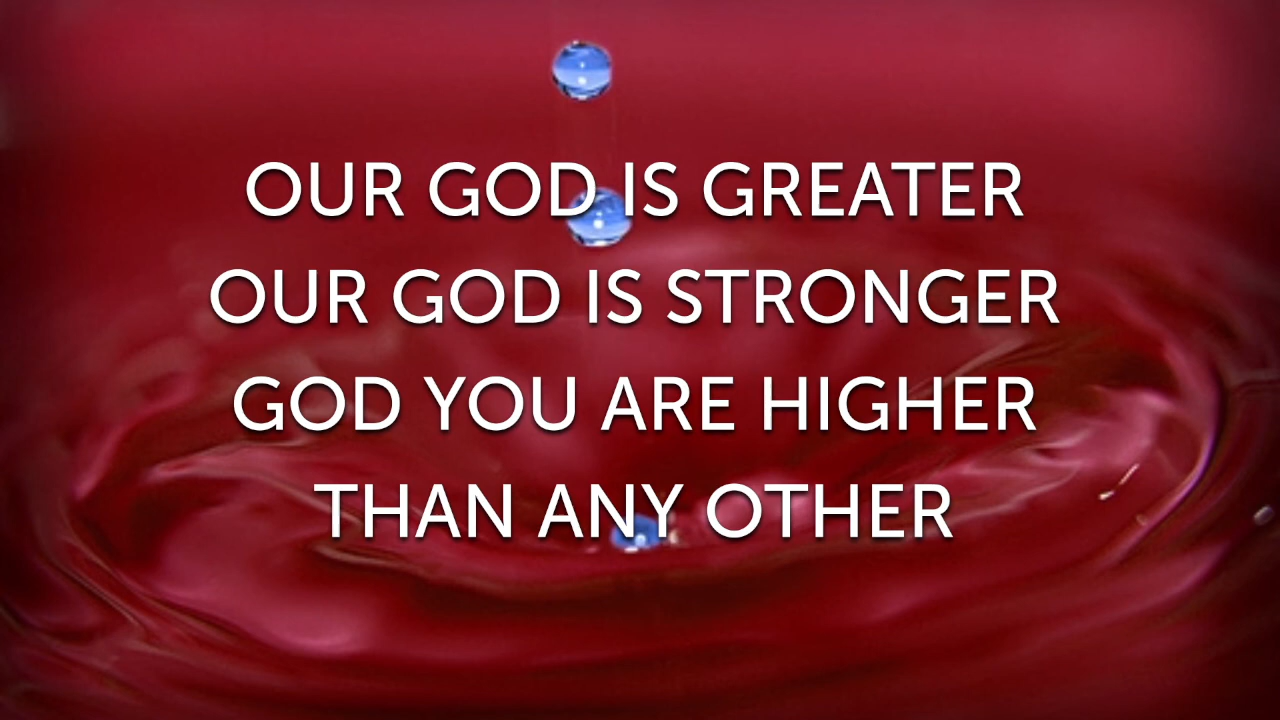 OUR GOD IS GREATER
OUR GOD IS STRONGER
GOD YOU ARE HIGHER
THAN ANY OTHER